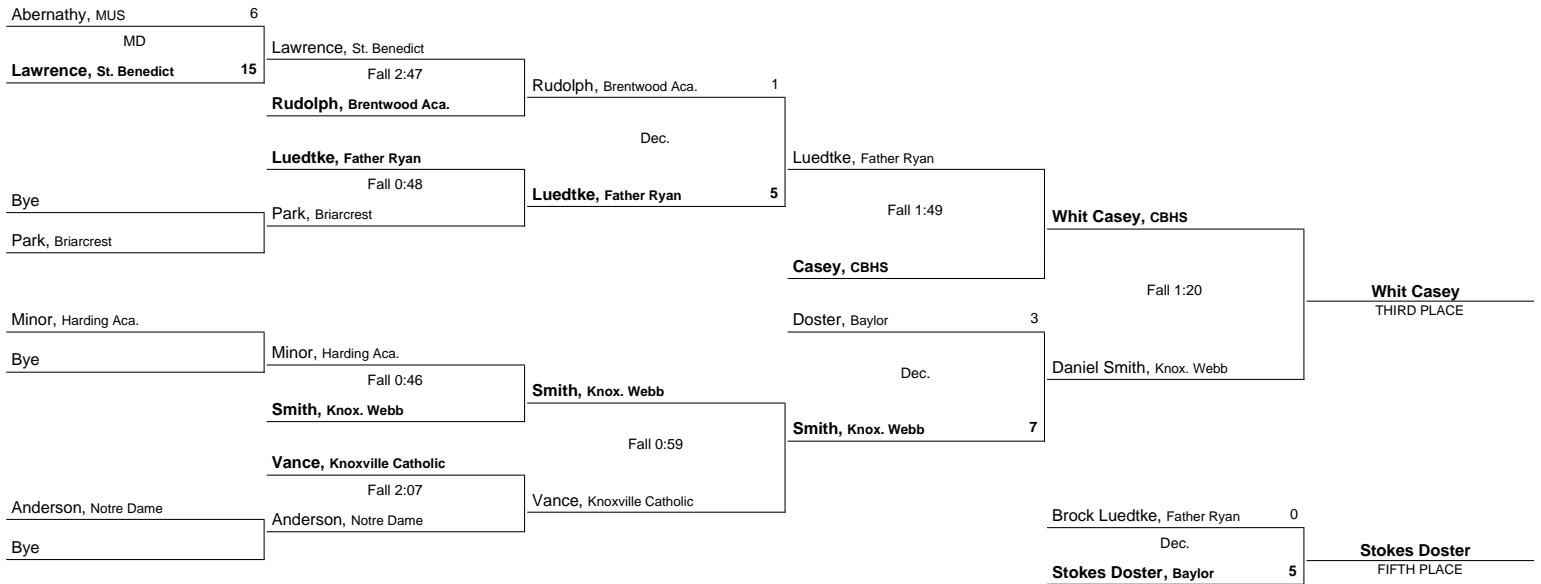 Abernathy, MUS 6
MD
Lawrence, St. Benedict 15
Bye
Park, Briarcrest
Minor, Harding Aca.
Bye
Anderson, Notre Dame
Bye
Lawrence, St. Benedict
Fall 2:47
Rudolph, Brentwood Aca.
Luedtke, Father Ryan
Fall 0:48
Park, Briarcrest
Minor, Harding Aca.
Fall 0:46
Smith, Knox. Webb
Vance, Knoxville Catholic
Fall 2:07
Anderson, Notre Dame
Rudolph, Brentwood Aca. 1
Dec.
Luedtke, Father Ryan 5
Smith, Knox. Webb
Fall 0:59
Vance, Knoxville Catholic
Luedtke, Father Ryan
Fall 1:49
Casey, CBHS
Doster, Baylor 3
Dec.
Smith, Knox. Webb 7
Whit Casey, CBHS
Fall 1:20
Daniel Smith, Knox. Webb
Whit Casey
THIRD PLACE
Brock Luedtke, Father Ryan 0
Dec.
Stokes Doster, Baylor 5
Stokes Doster
FIFTH PLACE